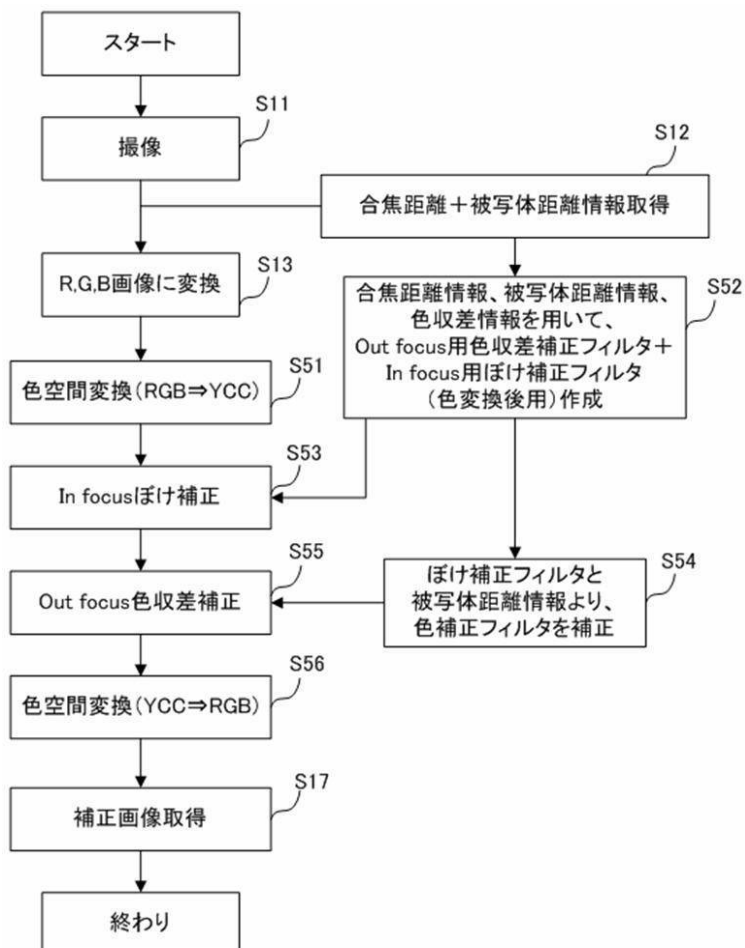 スタート
S11
撮像
S12
合焦距離＋被写体距離情報取得
S13
R,G,B画像に変換
S52
合焦距離情報、被写体距離情報、
色収差情報を用いて、
Out focus用色収差補正フィルタ＋
In focus用ぼけ補正フィルタ
（色変換後用）作成
S51
色空間変換（RGB⇒YCC）
S53
In focusぼけ補正
S55
Out focus色収差補正
S54
ぼけ補正フィルタと
被写体距離情報より、
色補正フィルタを補正
S56
色空間変換（YCC⇒RGB）
S17
補正画像取得
終わり